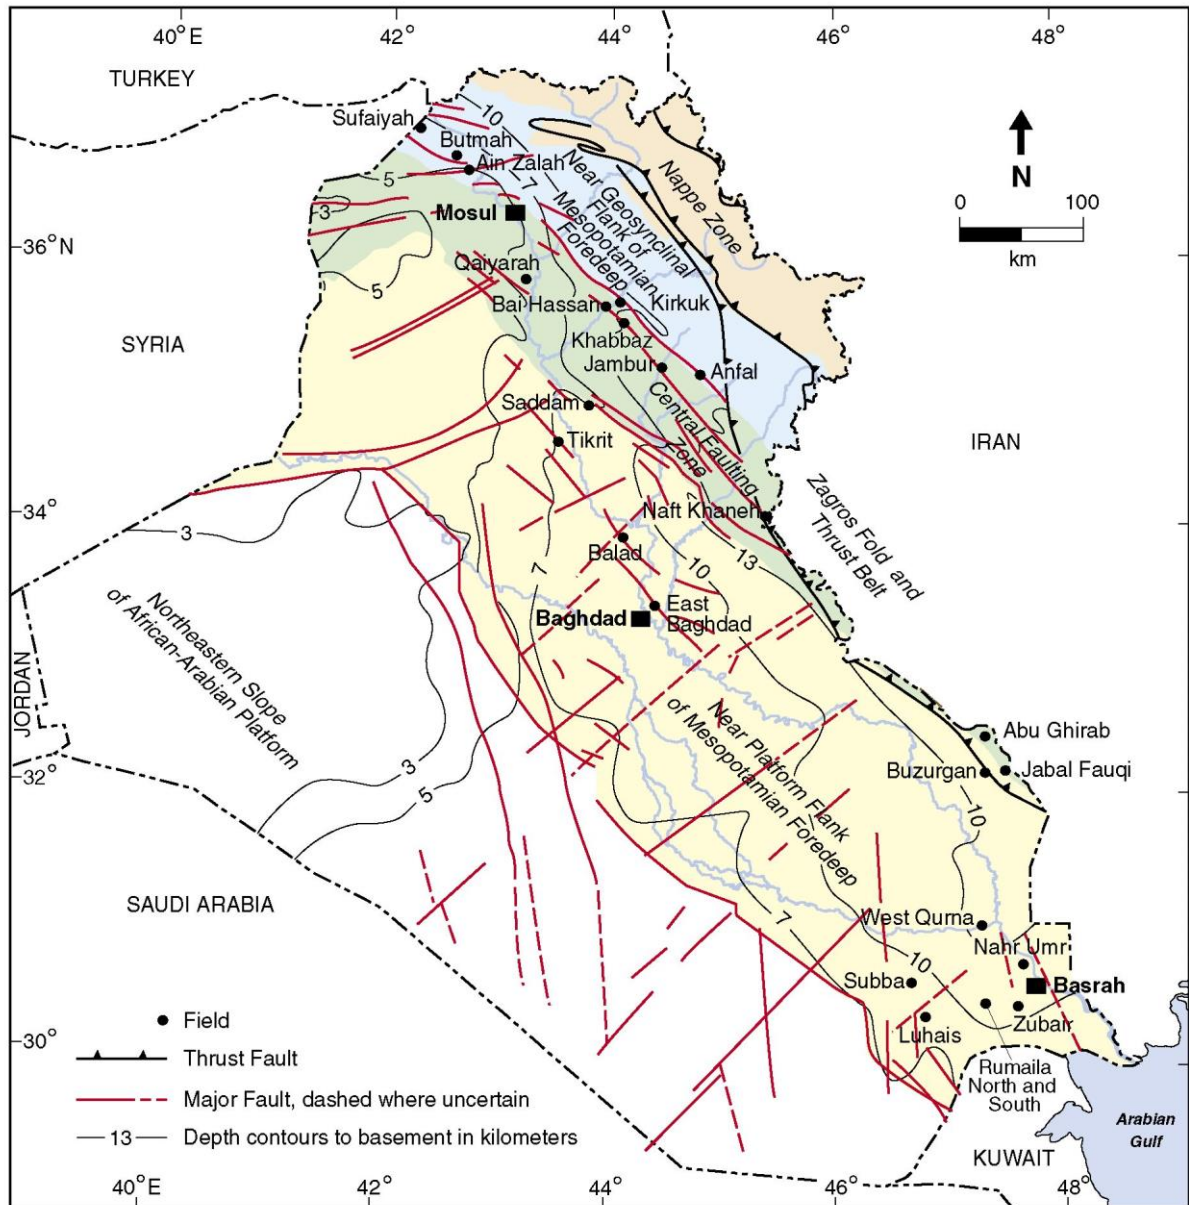 40°E
42°
44°
46°
48°
TURKEY
Sufaiyah
Butmah
Ain Zalah
10
7
5
3
5
Mosul
36°N
Near Geosynclinal
Flank of
Mesopotamian
Foredeep
Nappe Zone
N
0 100
km
Qaiyarah
Bai Hassan
Kirkuk
Khabbaz
Jambur
Anfal
SYRIA
Saddam
Tikrit
Central Faulting
Zone
IRAN
34°
3
Naft Khaneh
Zagros Fold and
Thrust Belt
Balad
7
10
13
East
Baghdad
Baghdad
JORDAN
Northeastern Slope
of African-Arabian Platform
Near Platform Flank
of Mesopotamian Foredeep
Abu Ghirab
Jabal Fauqi
Buzurgan
32°
3
5
10
SAUDI ARABIA
7
West Qurna
Nahr Umr
10
Subba
Basrah
Luhais
Zubair
30°
Rumaila
North and
South
Field
Thrust Fault
Major Fault, dashed where uncertain
13 Depth contours to basement in kilometers
Arabian
Gulf
KUWAIT
40°E
42°
44°
46°
48°